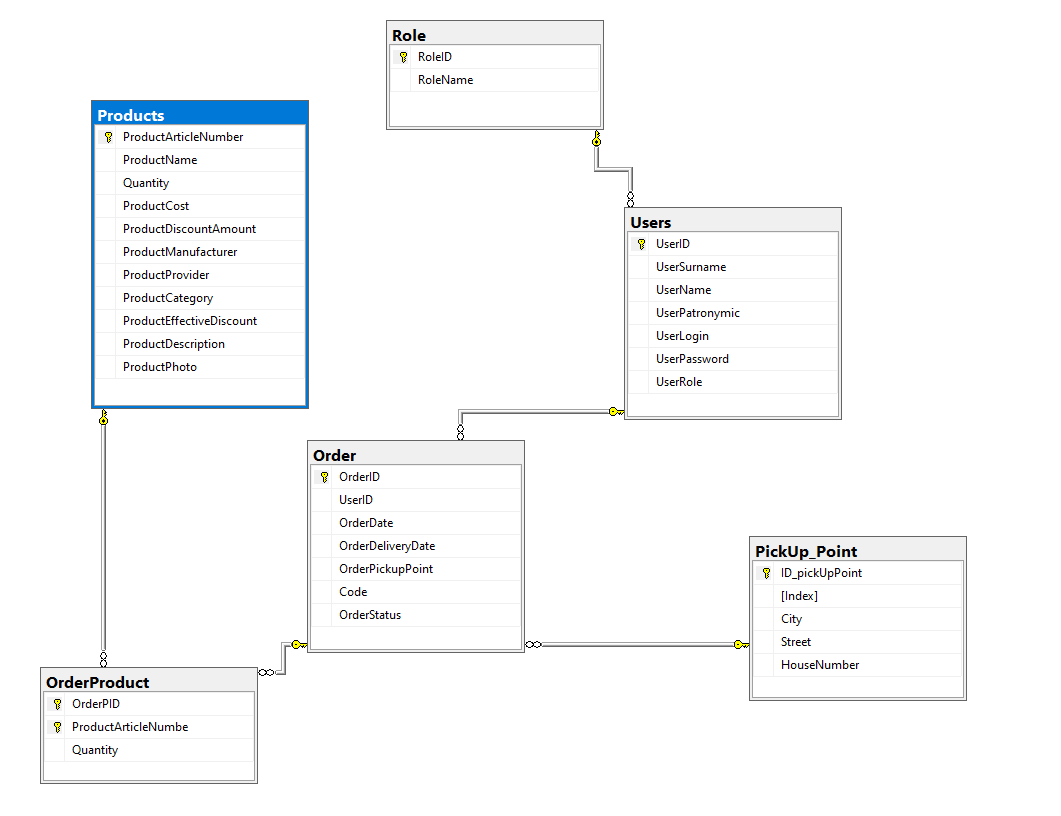 Role
RoleID
RoleName
Products
ProductArticleNumber
ProductName
Quantity
ProductCost
ProductDiscountAmount
ProductManufacturer
ProductProvider
ProductCategory
ProductEffectiveDiscount
ProductDescription
ProductPhoto
Users
UserID
UserSurname
UserName
UserPatronymic
UserLogin
UserPassword
UserRole
Order
OrderID
UserID
OrderDate
OrderDeliveryDate
OrderPickupPoint
Code
OrderStatus
PickUp_Point
ID_pickUpPoint
[Index]
City
Street
HouseNumber
OrderProduct
OrderPID
ProductArticleNumbe
Quantity